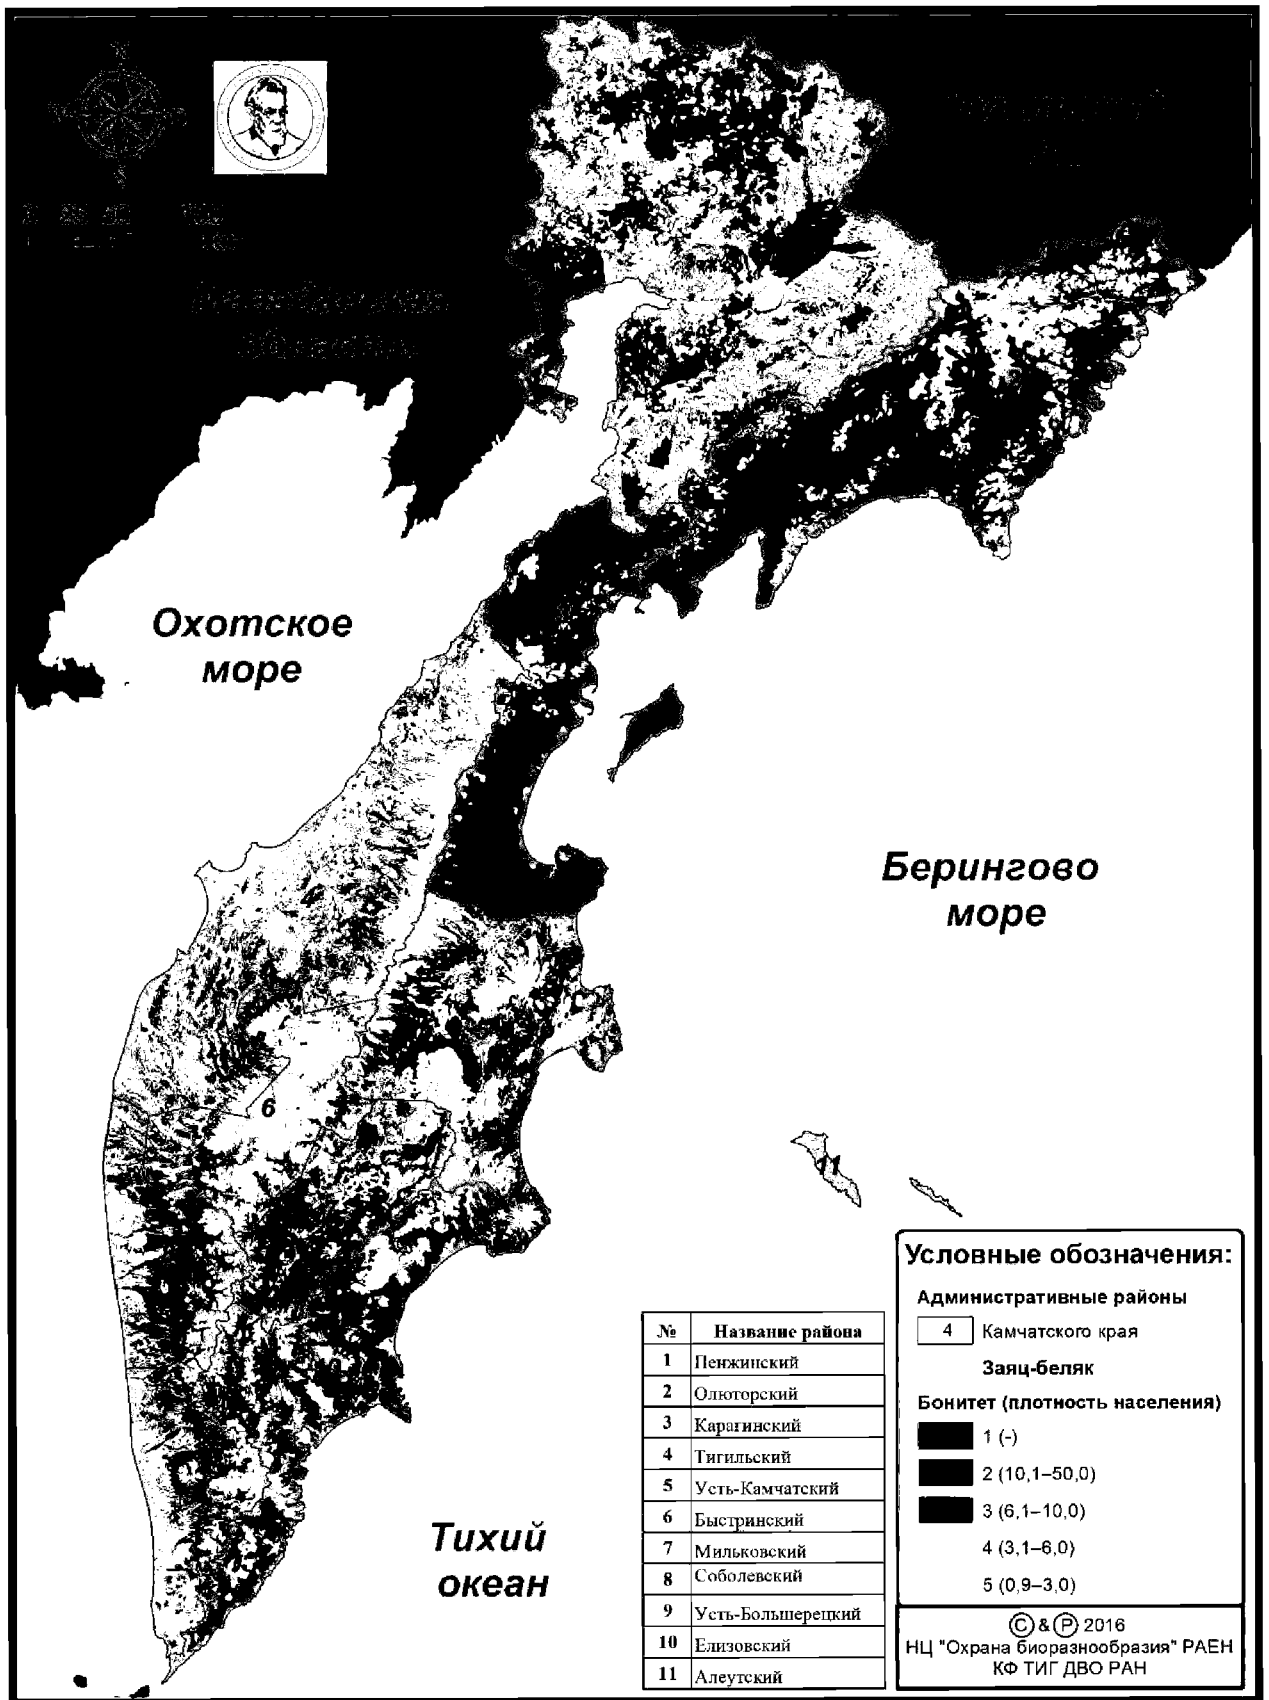 Охотское
море
Берингово
море
6
11
Тихий
океан
№ Название района
1 Пенжинский
2 Олюторский
3 Карагинский
4 Тигильский
5 Усть-Камчатский
6 Быстринский
7 Мильковский
8 Соболевский
9 Усть-Большерецкий
10 Елизовский
11 Алеутский
Условные обозначения:
Административные районы
4 Камчатского края
Заяц-беляк
Бонитет (плотность населения)
1 (-)
2 (10,1–50,0)
3 (6,1–10,0)
4 (3,1–6,0)
5 (0,9–3,0)
© & Ⓟ 2016
НЦ "Охрана биоразнообразия" РАЕН
КФ ТИГ ДВО РАН